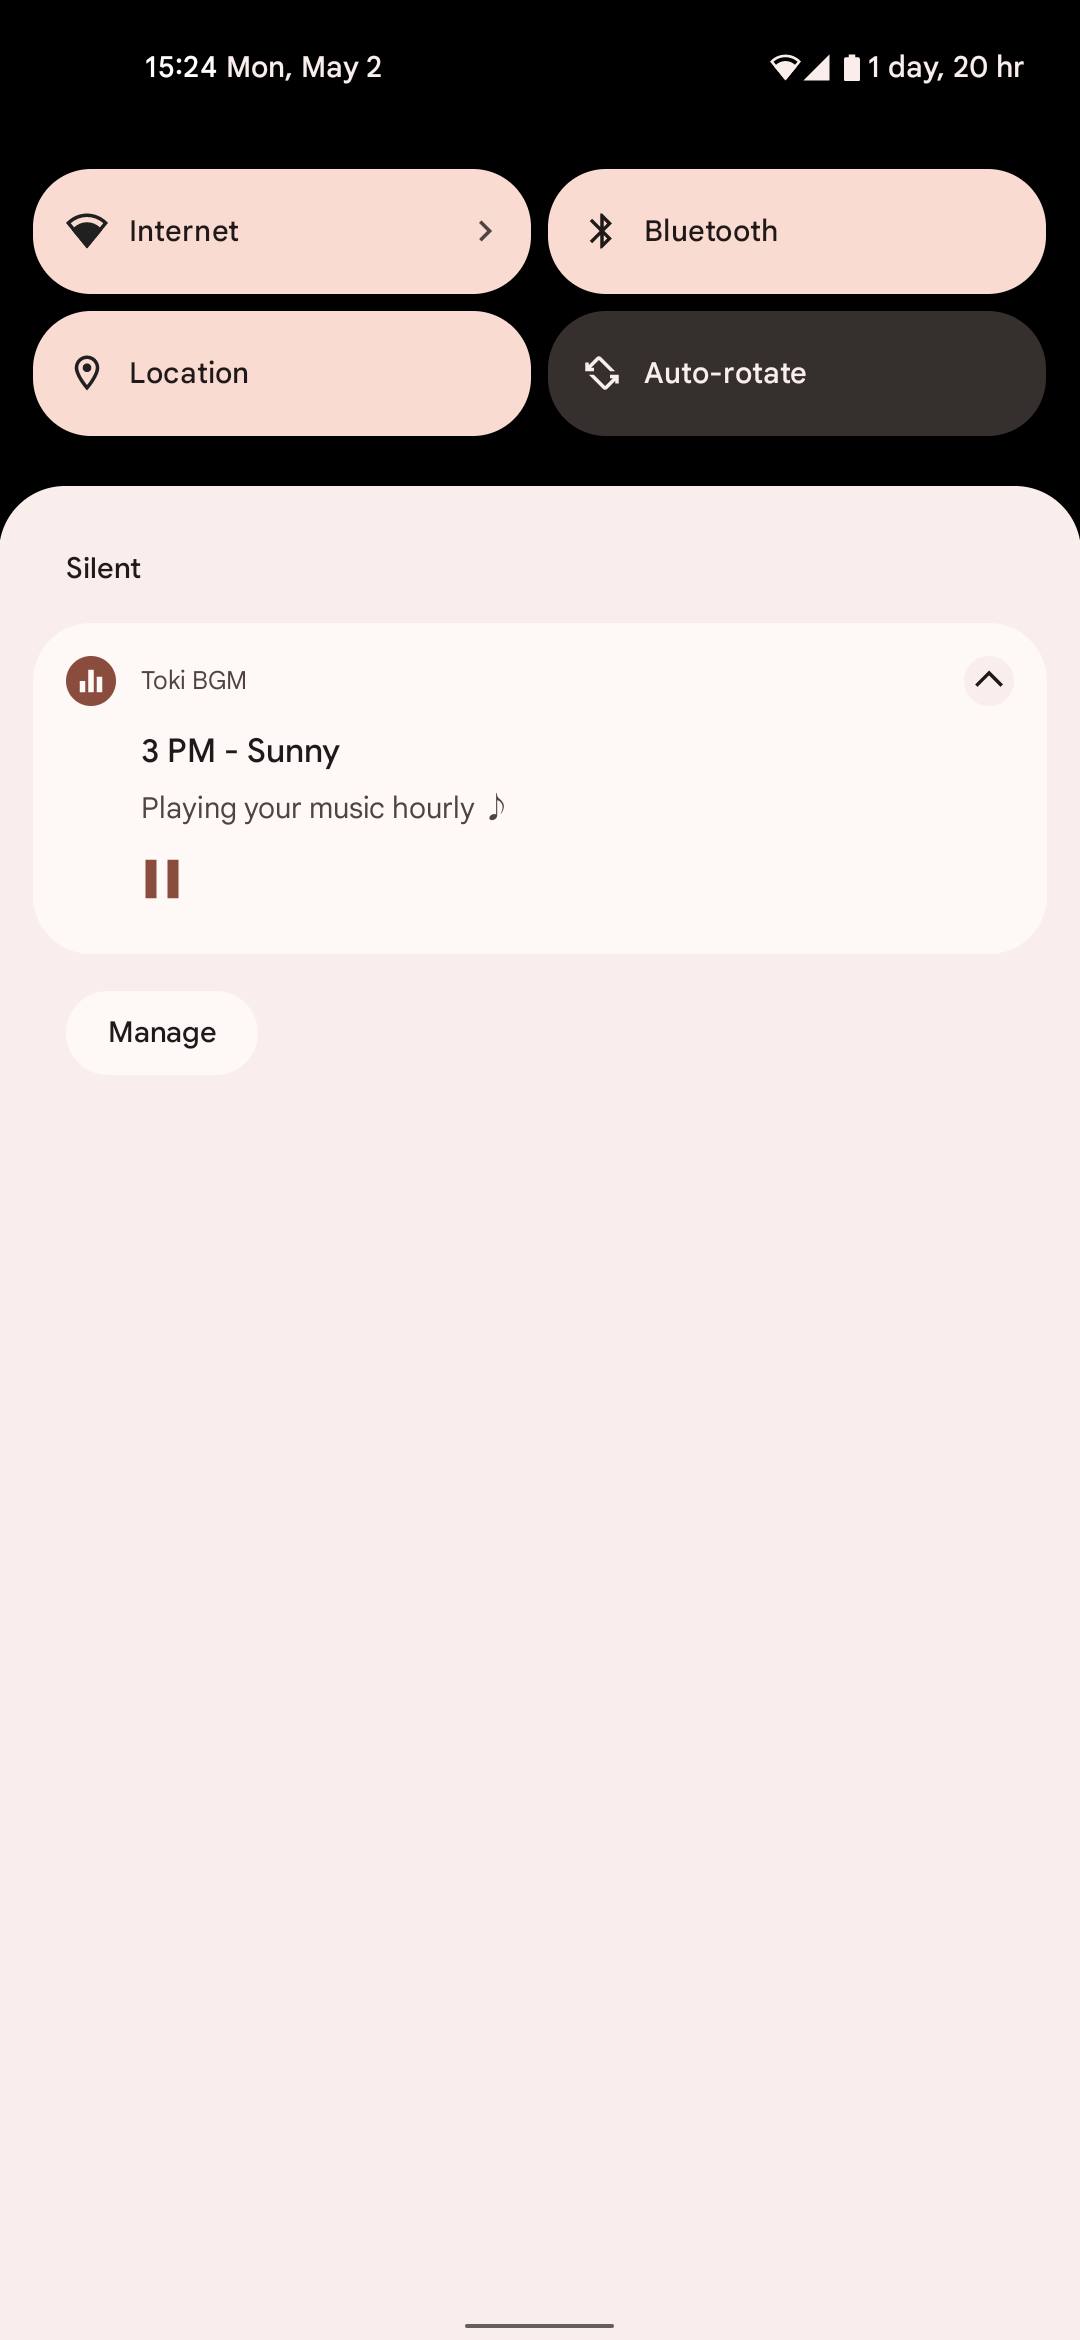 15:24 Mon, May 2
1 day, 20 hr
Internet
Bluetooth
Location
Auto-rotate
Silent
Toki BGM
3 PM - Sunny
Playing your music hourly ♪
Manage